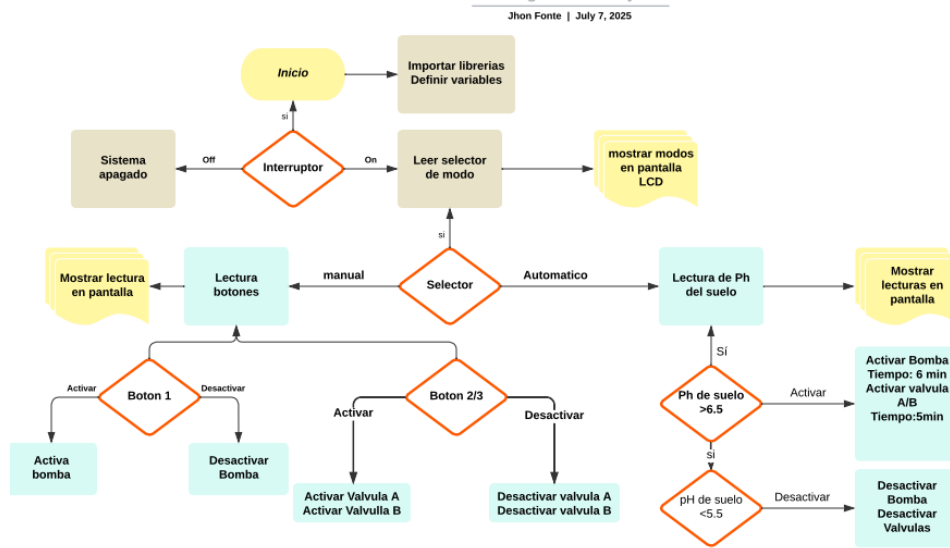 Jhon Fonte | July 7, 2025
Inicio
Importar librerias
Definir variables
si
Sistema
apagado
Off
Interruptor
On
Leer selector
de modo
mostrar modos
en pantalla
LCD
si
Mostrar lectura
en pantalla
Lectura
botones
manual
Selector
Automatico
Lectura de Ph
del suelo
Mostrar
lecturas en
pantalla
Sí
Activar
Boton 1
Desactivar
Activar
Boton 2/3
Desactivar
Ph de suelo
>6.5
Activar
Activar Bomba
Tiempo: 6 min
Activar valvula
A/B
Tiempo:5min
si
Activa
bomba
Desactivar
Bomba
Activar Valvula A
Activar Valvulla B
Desactivar valvula A
Desactivar valvula B
pH de suelo
<5.5
Desactivar
Desactivar
Bomba
Desactivar
Valvulas